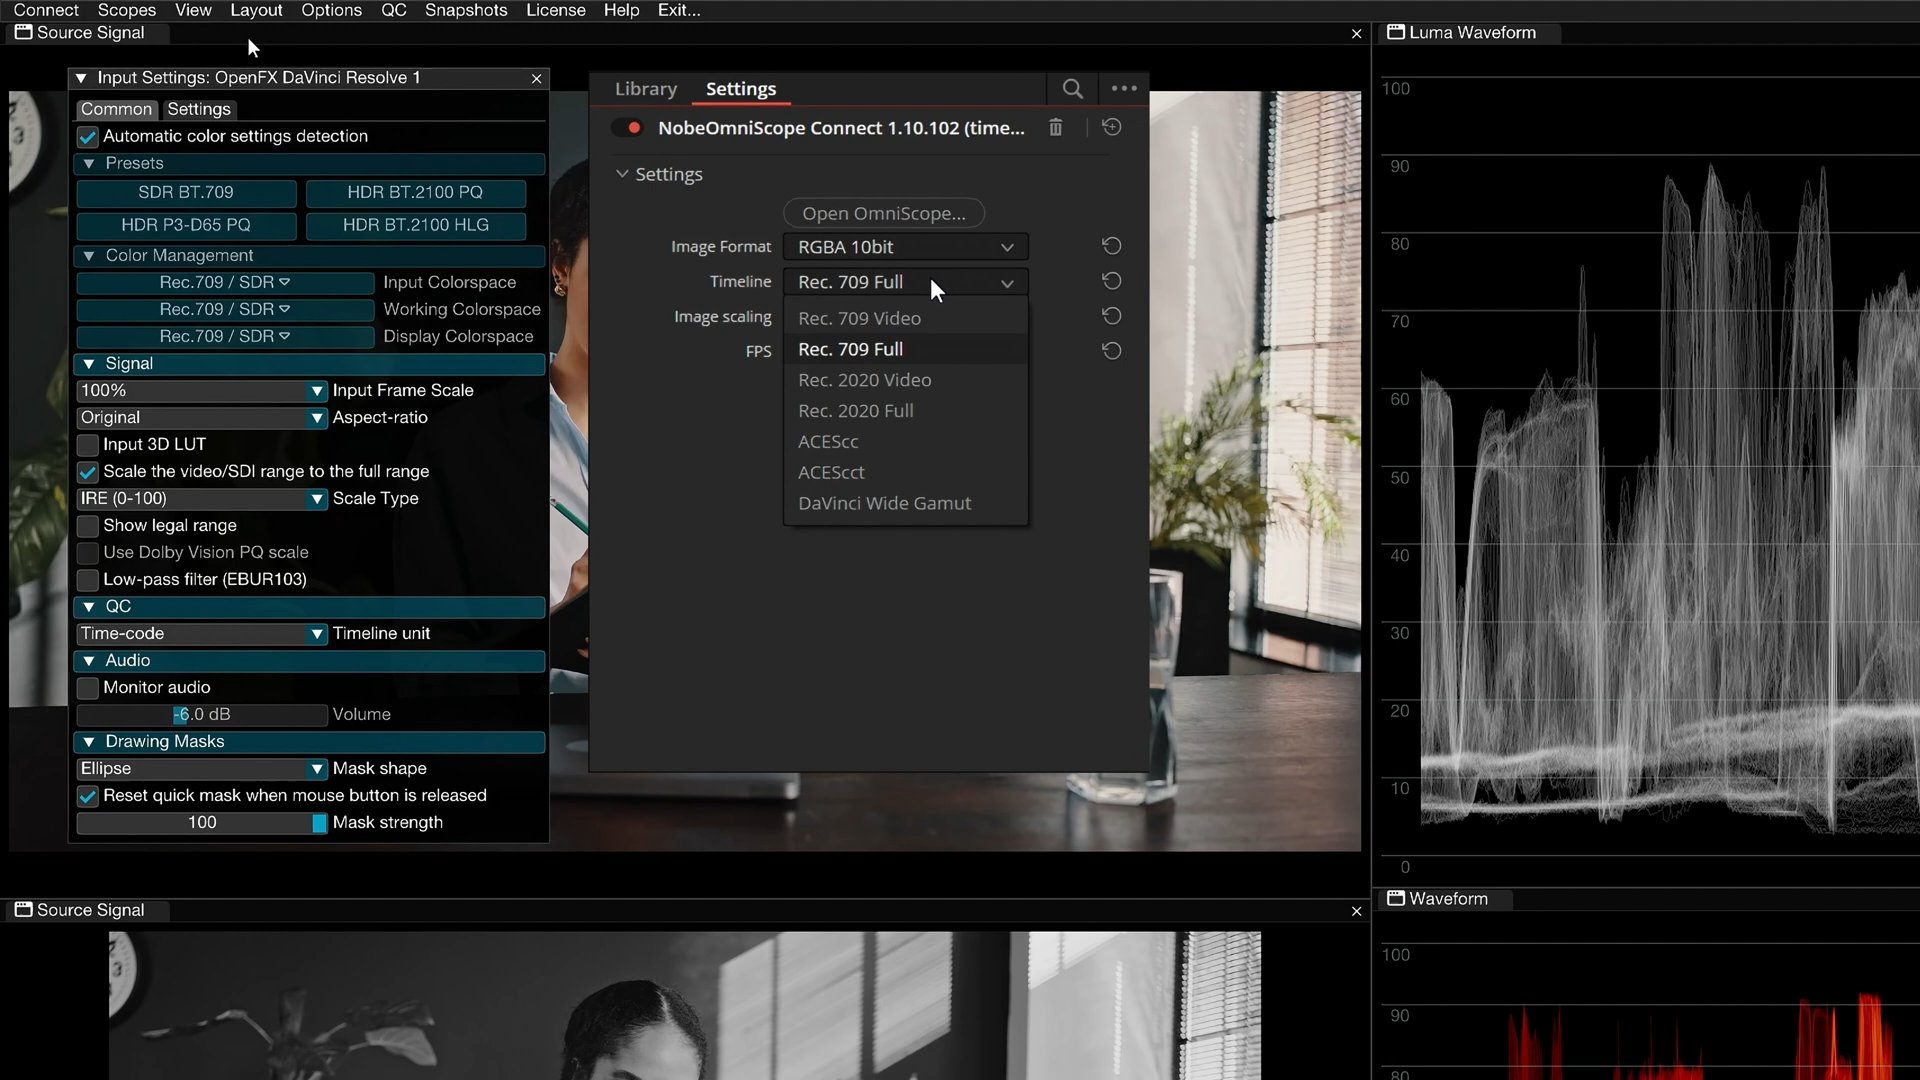 Connect Scopes View Layout Options QC Snapshots License Help Exit...
Source Signal
Input Settings: OpenFX DaVinci Resolve 1
Common Settings
Automatic color settings detection
Presets
SDR BT.709 HDR BT.2100 PQ
HDR P3-D65 PQ HDR BT.2100 HLG
Color Management
Rec.709 / SDR Input Colorspace
Rec.709 / SDR Working Colorspace
Rec.709 / SDR Display Colorspace
Signal
100% Input Frame Scale
Original Aspect-ratio
Input 3D LUT
Scale the video/SDI range to the full range
IRE (0-100) Scale Type
Show legal range
Use Dolby Vision PQ scale
Low-pass filter (EBUR103)
QC
Time-code Timeline unit
Audio
Monitor audio
-6.0 dB Volume
Drawing Masks
Ellipse Mask shape
Reset quick mask when mouse button is released
100 Mask strength
Library Settings
NobeOmniScope Connect 1.10.102 (time...
Settings
Open OmniScope...
Image Format RGBA 10bit
Timeline Rec. 709 Full
Image scaling
FPS
Rec. 709 Video
Rec. 709 Full
Rec. 2020 Video
Rec. 2020 Full
ACEScc
ACEScct
DaVinci Wide Gamut
Luma Waveform
100
90
80
70
60
50
40
30
20
10
0
Source Signal
Waveform
100
90
80